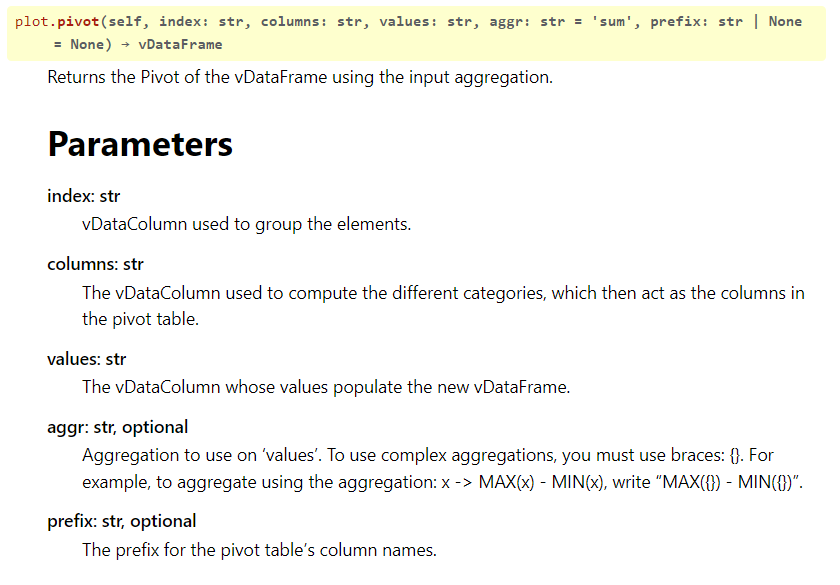 plot.pivot(self, index: str, columns: str, values: str, aggr: str = 'sum', prefix: str | None
= None) → vDataFrame
Returns the Pivot of the vDataFrame using the input aggregation.
Parameters
index: str
vDataColumn used to group the elements.
columns: str
The vDataColumn used to compute the different categories, which then act as the columns in
the pivot table.
values: str
The vDataColumn whose values populate the new vDataFrame.
aggr: str, optional
Aggregation to use on ‘values’. To use complex aggregations, you must use braces: {}. For
example, to aggregate using the aggregation: x -> MAX(x) - MIN(x), write “MAX({}) - MIN({})”.
prefix: str, optional
The prefix for the pivot table’s column names.